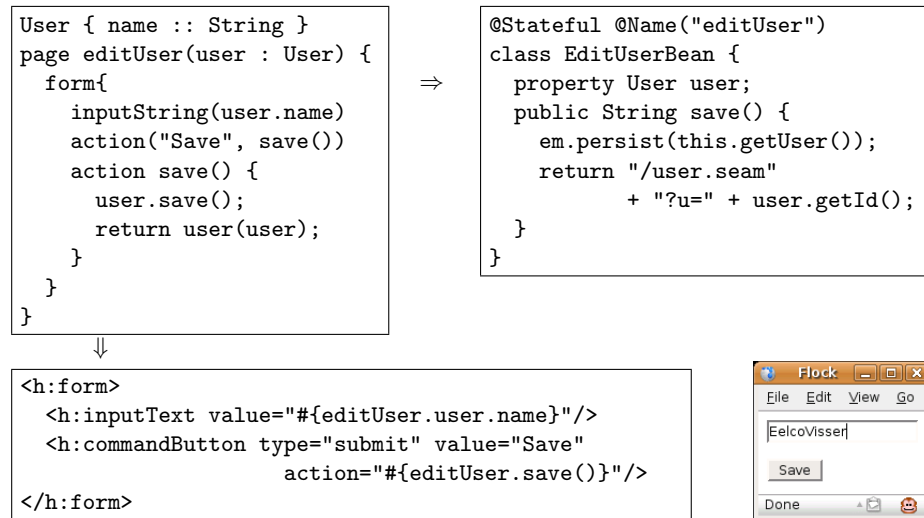 User { name :: String }
page editUser(user : User) {
  form{
    inputString(user.name)
    action("Save", save())
    action save() {
      user.save();
      return user(user);
    }
  }
}
⇒
@Stateful @Name("editUser")
class EditUserBean {
  property User user;
  public String save() {
    em.persist(this.getUser());
    return "/user.seam"
           + "?u=" + user.getId();
  }
}
⇓
<h:form>
  <h:inputText value="#{editUser.user.name}"/>
  <h:commandButton type="submit" value="Save"
                   action="#{editUser.save()}"/>
</h:form>
Flock
File Edit View Go
EelcoVisser
Save
Done